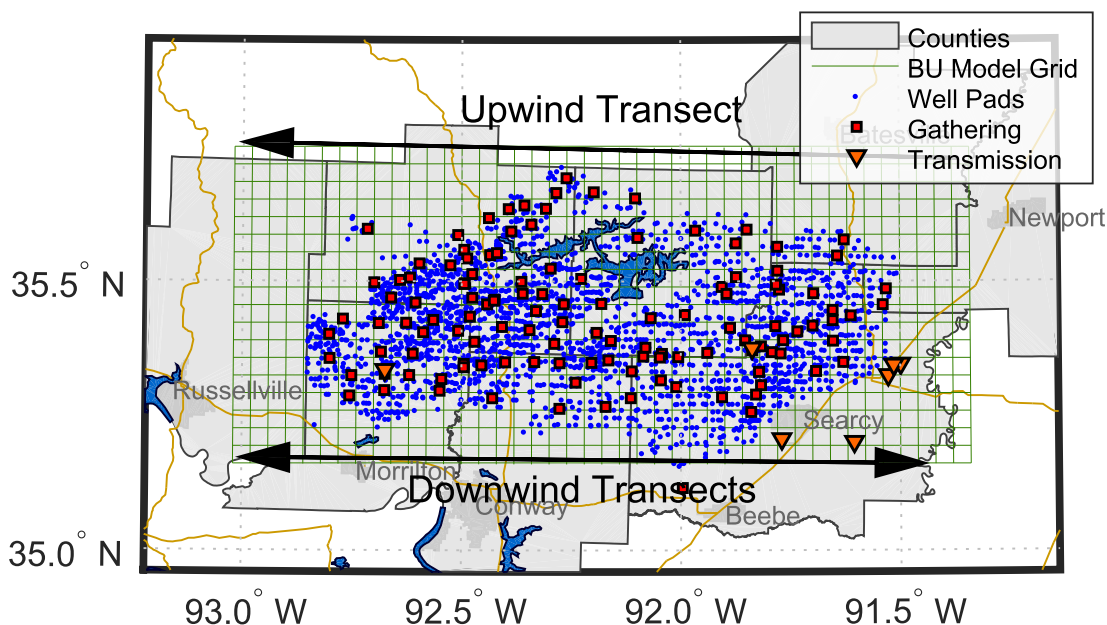 Counties
BU Model Grid
Well Pads
Gathering
Transmission
Upwind Transect
Batesville
Newport
35.5° N
Russellville
Searcy
Morrilton
Downwind Transects
Conway
Beebe
35.0° N
93.0° W
92.5° W
92.0° W
91.5° W